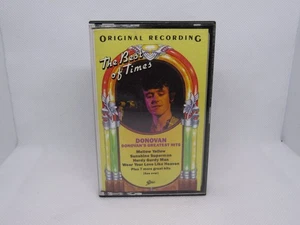 ORIGINAL RECORDING
The Best
of Times
DONOVAN
DONOVAN'S GREATEST HITS
Mellow Yellow
Sunshine Superman
Hurdy Gurdy Man
Wear Your Love Like Heaven
Plus 7 more great hits
Epic